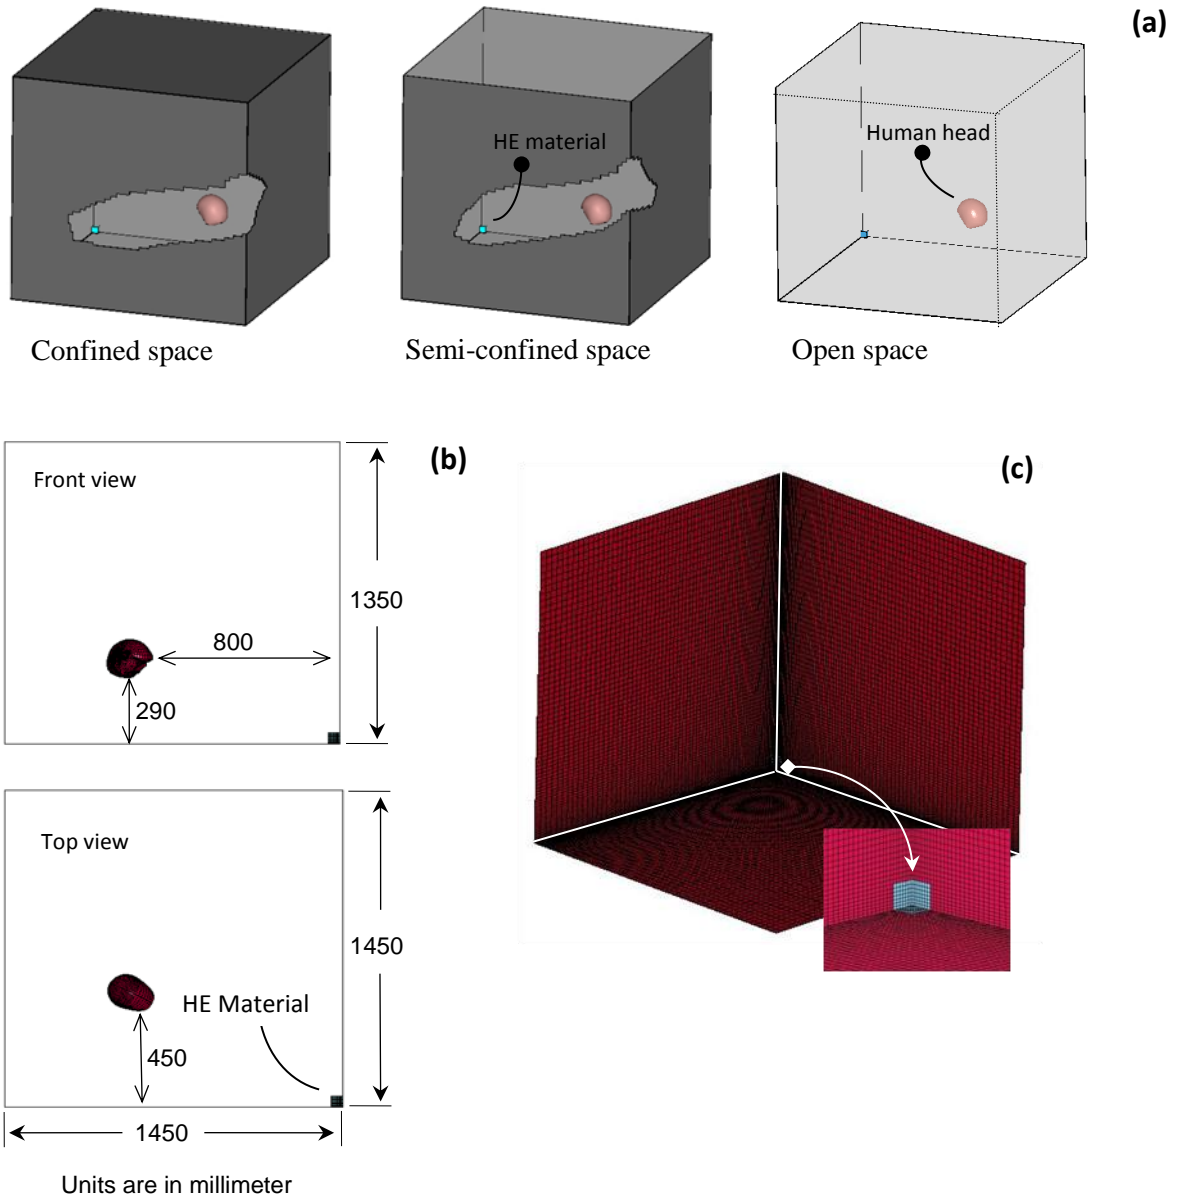 (a)
HE material
Human head
Confined space
Semi-confined space
Open space
(b)
Front view
1350
800
290
(c)
Top view
1450
HE Material
450
1450
Units are in millimeter